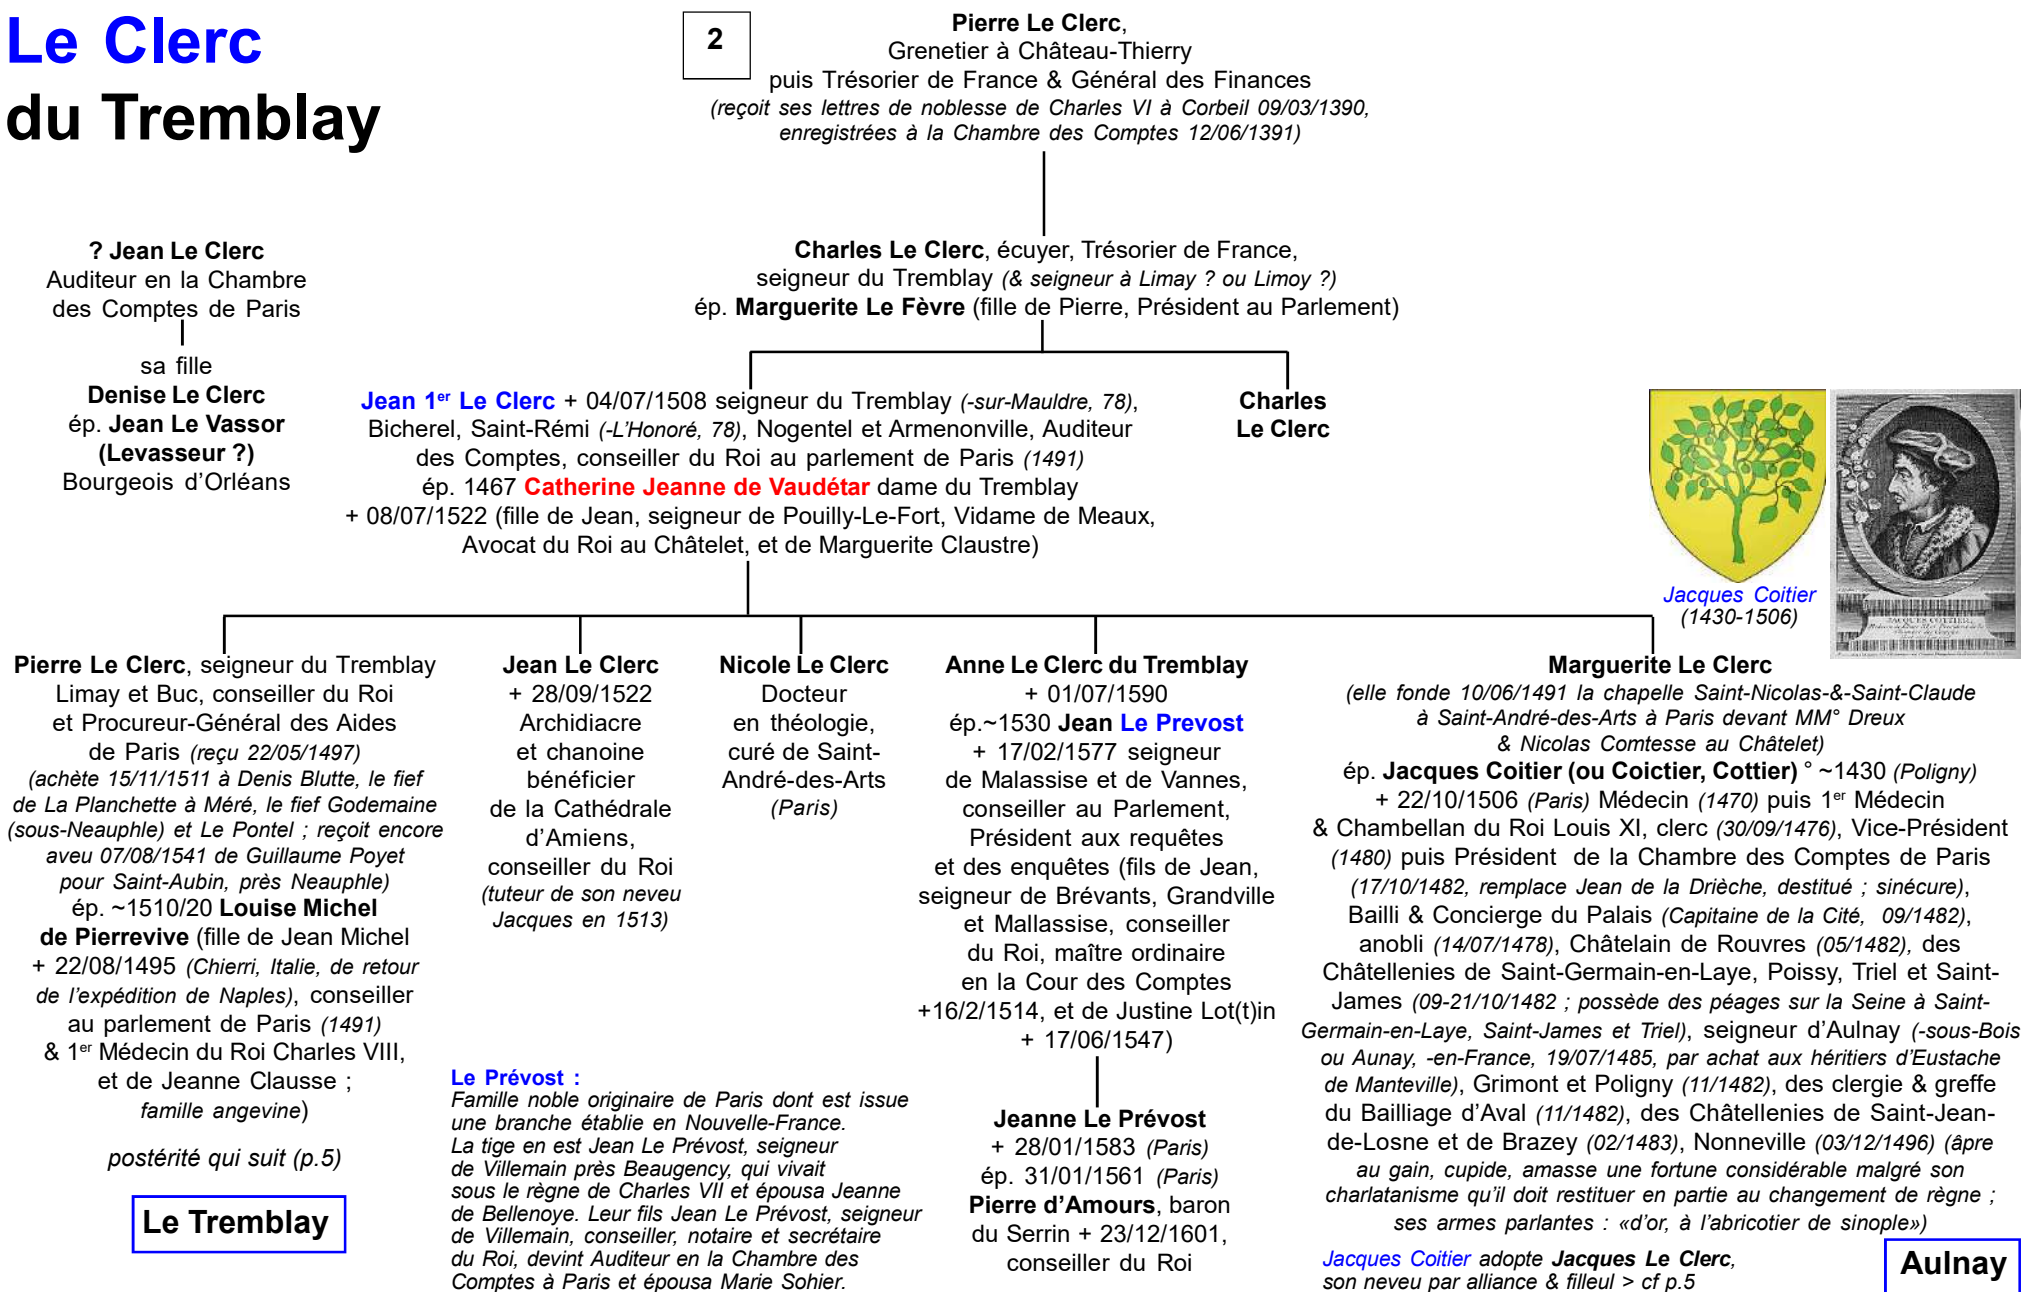 Le Clerc
du Tremblay
2
Pierre Le Clerc,
Grenetier à Château-Thierry
puis Trésorier de France & Général des Finances
(reçoit ses lettres de noblesse de Charles VI à Corbeil 09/03/1390,
enregistrées à la Chambre des Comptes 12/06/1391)
? Jean Le Clerc
Auditeur en la Chambre
des Comptes de Paris
sa fille
Denise Le Clerc
ép. Jean Le Vassor
(Levasseur ?)
Bourgeois d'Orléans
Charles Le Clerc, écuyer, Trésorier de France,
seigneur du Tremblay (& seigneur à Limay ? ou Limoy ?)
ép. Marguerite Le Fèvre (fille de Pierre, Président au Parlement)
Jean 1er Le Clerc + 04/07/1508 seigneur du Tremblay (-sur-Mauldre, 78),
Bicherel, Saint-Rémi (-L'Honoré, 78), Nogentel et Armenonville, Auditeur
des Comptes, conseiller du Roi au parlement de Paris (1491)
ép. 1467 Catherine Jeanne de Vaudétar dame du Tremblay
+ 08/07/1522 (fille de Jean, seigneur de Pouilly-Le-Fort, Vidame de Meaux,
Avocat du Roi au Châtelet, et de Marguerite Claustre)
Charles
Le Clerc
Jacques Coitier
(1430-1506)
Pierre Le Clerc, seigneur du Tremblay
Limay et Buc, conseiller du Roi
et Procureur-Général des Aides
de Paris (reçu 22/05/1497)
(achète 15/11/1511 à Denis Blutte, le fief
de La Planchette à Méré, le fief Godemaine
(sous-Neauphle) et Le Pontel ; reçoit encore
aveu 07/08/1541 de Guillaume Poyet
pour Saint-Aubin, près Neauphle)
ép. ~1510/20 Louise Michel
de Pierrevive (fille de Jean Michel
+ 22/08/1495 (Chierri, Italie, de retour
de l'expédition de Naples), conseiller
au parlement de Paris (1491)
& 1er Médecin du Roi Charles VIII,
et de Jeanne Clausse ;
famille angevine)
postérité qui suit (p.5)
Le Tremblay
Jean Le Clerc
+ 28/09/1522
Archidiacre
et chanoine
bénéficier
de la Cathédrale
d'Amiens,
conseiller du Roi
(tuteur de son neveu
Jacques en 1513)
Nicole Le Clerc
Docteur
en théologie,
curé de Saint-
André-des-Arts
(Paris)
Anne Le Clerc du Tremblay
+ 01/07/1590
ép.~1530 Jean Le Prevost
+ 17/02/1577 seigneur
de Malassise et de Vannes,
conseiller au Parlement,
Président aux requêtes
et des enquêtes (fils de Jean,
seigneur de Brévants, Grandville
et Mallassise, conseiller
du Roi, maître ordinaire
en la Cour des Comptes
+16/2/1514, et de Justine Lot(t)in
+ 17/06/1547)
Jeanne Le Prévost
+ 28/01/1583 (Paris)
ép. 31/01/1561 (Paris)
Pierre d'Amours, baron
du Serrin + 23/12/1601,
conseiller du Roi
Le Prévost :
Famille noble originaire de Paris dont est issue
une branche établie en Nouvelle-France.
La tige en est Jean Le Prévost, seigneur
de Villemain près Beaugency, qui vivait
sous le règne de Charles VII et épousa Jeanne
de Bellenoye. Leur fils Jean Le Prévost, seigneur
de Villemain, conseiller, notaire et secrétaire
du Roi, devint Auditeur en la Chambre des
Comptes à Paris et épousa Marie Sohier.
Marguerite Le Clerc
(elle fonde 10/06/1491 la chapelle Saint-Nicolas-&-Saint-Claude
à Saint-André-des-Arts à Paris devant MM° Dreux
& Nicolas Comtesse au Châtelet)
ép. Jacques Coitier (ou Coictier, Cottier) ° ~1430 (Poligny)
+ 22/10/1506 (Paris) Médecin (1470) puis 1er Médecin
& Chambellan du Roi Louis XI, clerc (30/09/1476), Vice-Président
(1480) puis Président de la Chambre des Comptes de Paris
(17/10/1482, remplace Jean de la Drièche, destitué ; sinécure),
Bailli & Concierge du Palais (Capitaine de la Cité, 09/1482),
anobli (14/07/1478), Châtelain de Rouvres (05/1482), des
Châtellenies de Saint-Germain-en-Laye, Poissy, Triel et Saint-
James (09-21/10/1482 ; possède des péages sur la Seine à Saint-
Germain-en-Laye, Saint-James et Triel), seigneur d'Aulnay (-sous-Bois
ou Aunay, -en-France, 19/07/1485, par achat aux héritiers d'Eustache
de Manteville), Grimont et Poligny (11/1482), des clergie & greffe
du Bailliage d'Aval (11/1482), des Châtellenies de Saint-Jean-
de-Losne et de Brazey (02/1483), Nonneville (03/12/1496) (âpre
au gain, cupide, amasse une fortune considérable malgré son
charlatanisme qu'il doit restituer en partie au changement de règne ;
ses armes parlantes : «d'or, à l'abricotier de sinople»)
Jacques Coitier adopte Jacques Le Clerc,
son neveu par alliance & filleul > cf p.5
Aulnay